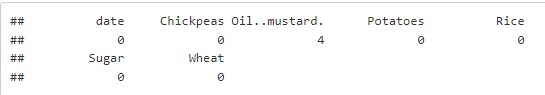 ##         date    Chickpeas Oil..mustard.     Potatoes         Rice
##            0            0             4            0            0
##        Sugar        Wheat
##            0            0